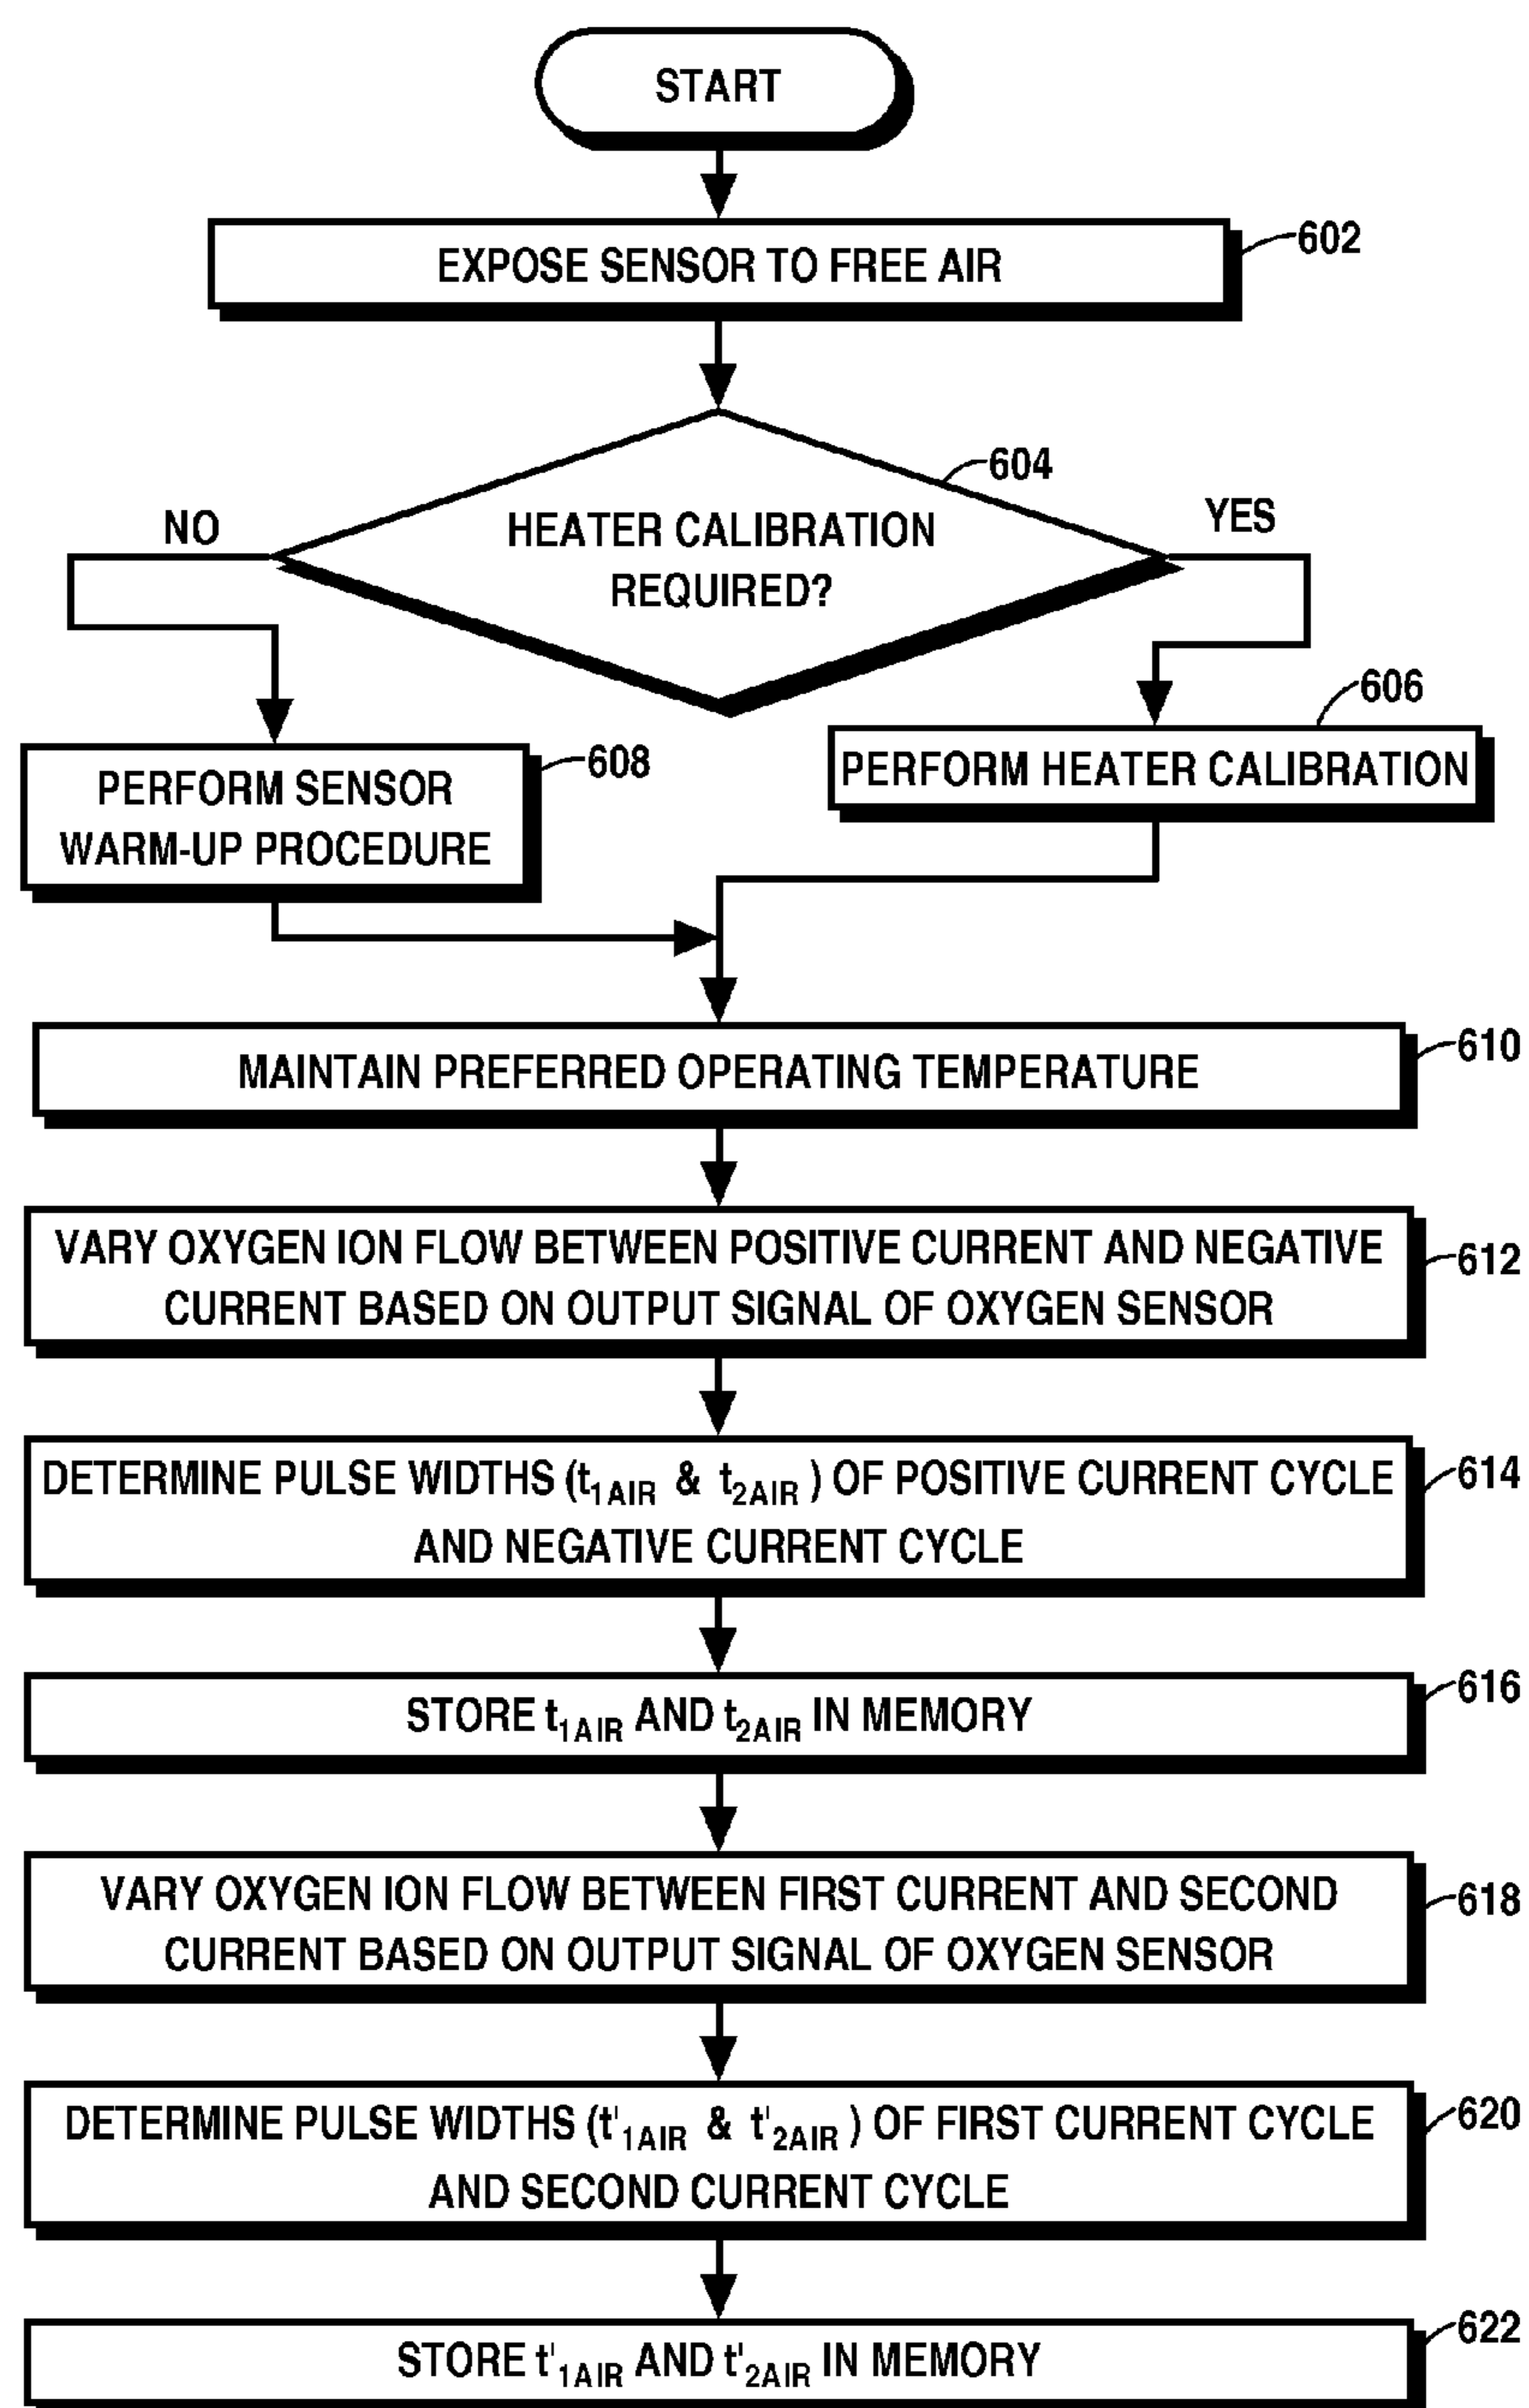 START
EXPOSE SENSOR TO FREE AIR
602
604
HEATER CALIBRATION
REQUIRED?
NO
YES
606
PERFORM HEATER CALIBRATION
608
PERFORM SENSOR
WARM-UP PROCEDURE
610
MAINTAIN PREFERRED OPERATING TEMPERATURE
VARY OXYGEN ION FLOW BETWEEN POSITIVE CURRENT AND NEGATIVE
CURRENT BASED ON OUTPUT SIGNAL OF OXYGEN SENSOR
612
DETERMINE PULSE WIDTHS (t1AIR & t2AIR ) OF POSITIVE CURRENT CYCLE
AND NEGATIVE CURRENT CYCLE
614
STORE t1AIR AND t2AIR IN MEMORY
616
VARY OXYGEN ION FLOW BETWEEN FIRST CURRENT AND SECOND
CURRENT BASED ON OUTPUT SIGNAL OF OXYGEN SENSOR
618
DETERMINE PULSE WIDTHS (t'1AIR & t'2AIR ) OF FIRST CURRENT CYCLE
AND SECOND CURRENT CYCLE
620
STORE t'1AIR AND t'2AIR IN MEMORY
622